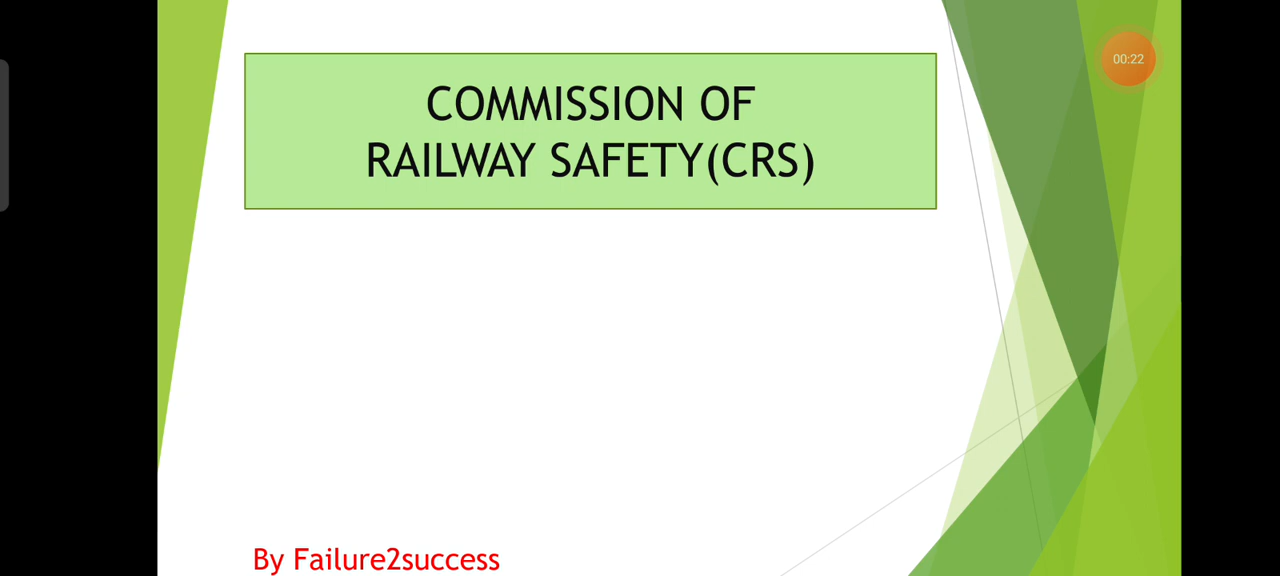 COMMISSION OF
RAILWAY SAFETY(CRS)
00:22
By Failure2success